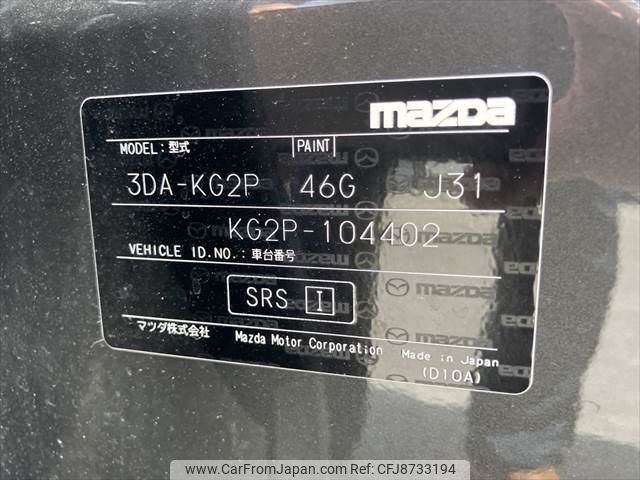 mazda
MODEL: 型式 PAINT
3DA-KG2P 46G J31
KG2P-104402
VEHICLE ID.NO.: 車台番号
SRS I
マツダ株式会社 Mazda Motor Corporation Made in Japan
(D10A)
www.CarFromJapan.com - CFJ8733194